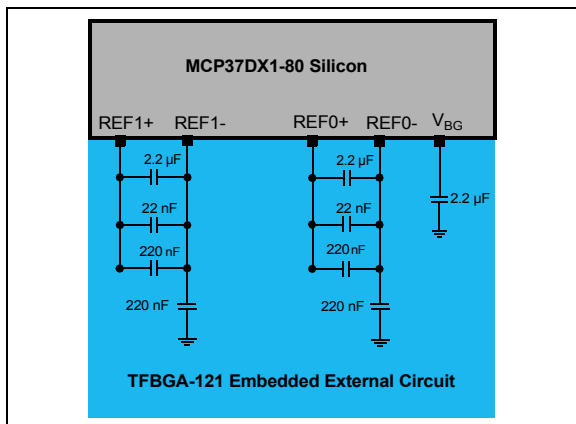 MCP37DX1-80 Silicon
REF1+ REF1- REF0+ REF0- VBG
2.2 µF 2.2 µF
2.2 µF
22 nF 22 nF
220 nF 220 nF
220 nF 220 nF
TFBGA-121 Embedded External Circuit